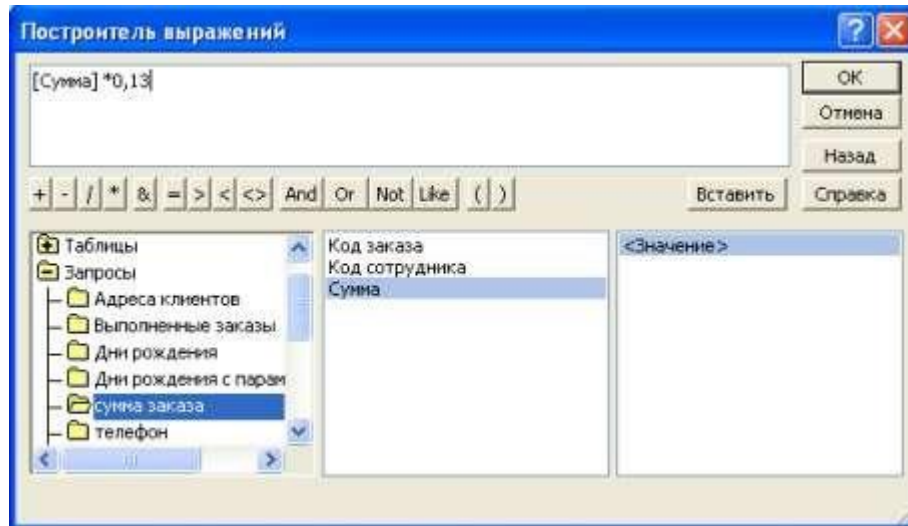 Построитель выражений
[Сумма] *0,13
OK
Отмена
Назад
+ - / * & = > < <> And Or Not Like ( ) Вставить Справка
Таблицы
Запросы
Адреса клиентов
Выполненные заказы
Дни рождения
Дни рождения с парам
сумма заказа
телефон
Код заказа
Код сотрудника
Сумма
<Значение>